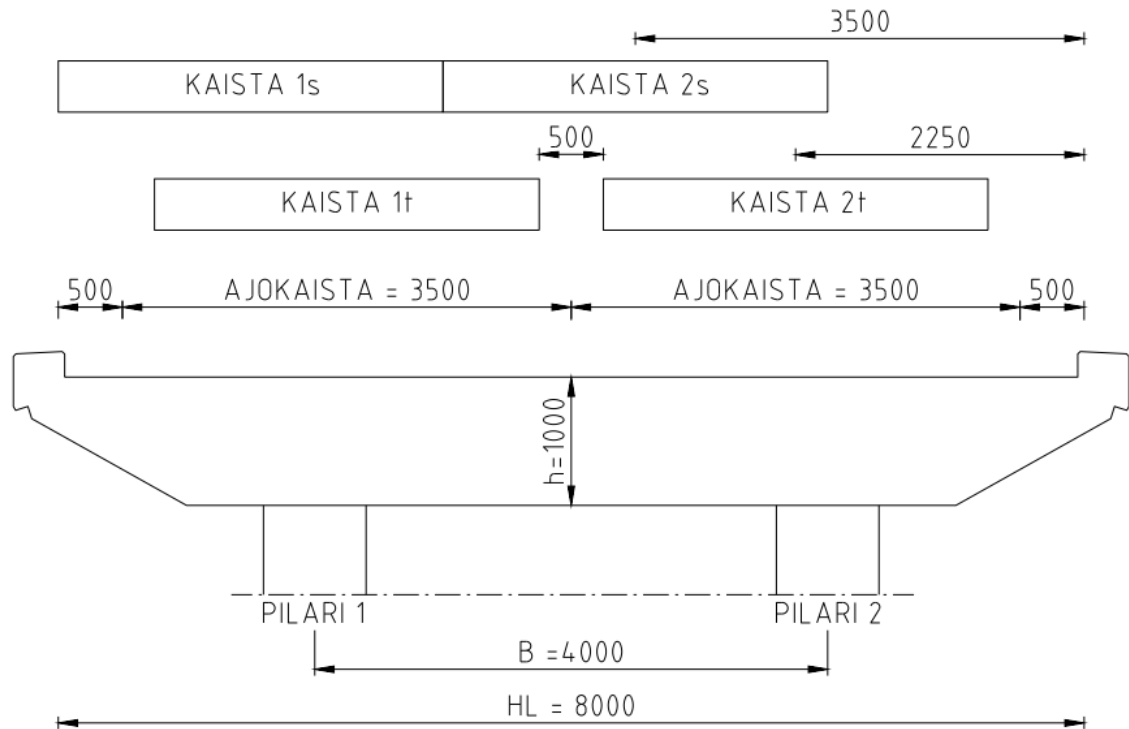 3500
KAISTA 1s KAISTA 2s
500 2250
KAISTA 1t KAISTA 2t
500 AJOKAISTA = 3500 AJOKAISTA = 3500 500
h=1000
PILARI 1 PILARI 2
B =4000
HL = 8000